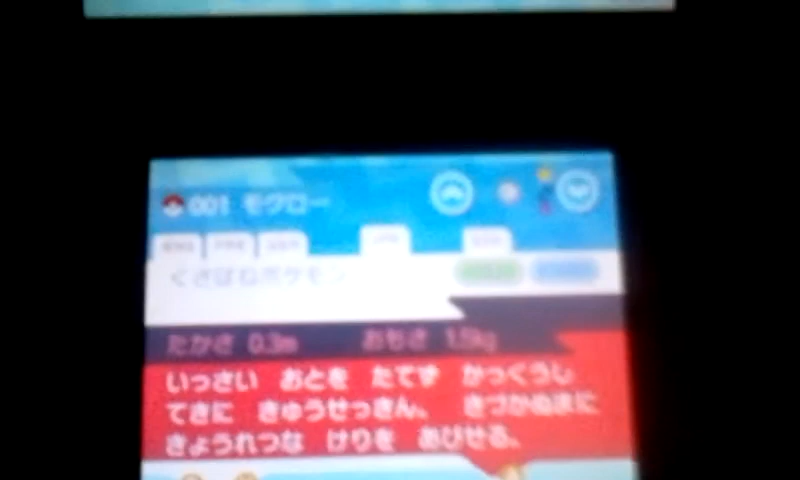 001 モクロー
くさばねポケモン
たかさ 0.3m おもさ 1.5kg
いっさい おとを たてず かっくうし
てきに きゅうせっきん。 きづかぬまに
きょうれつな けりを あびせる。